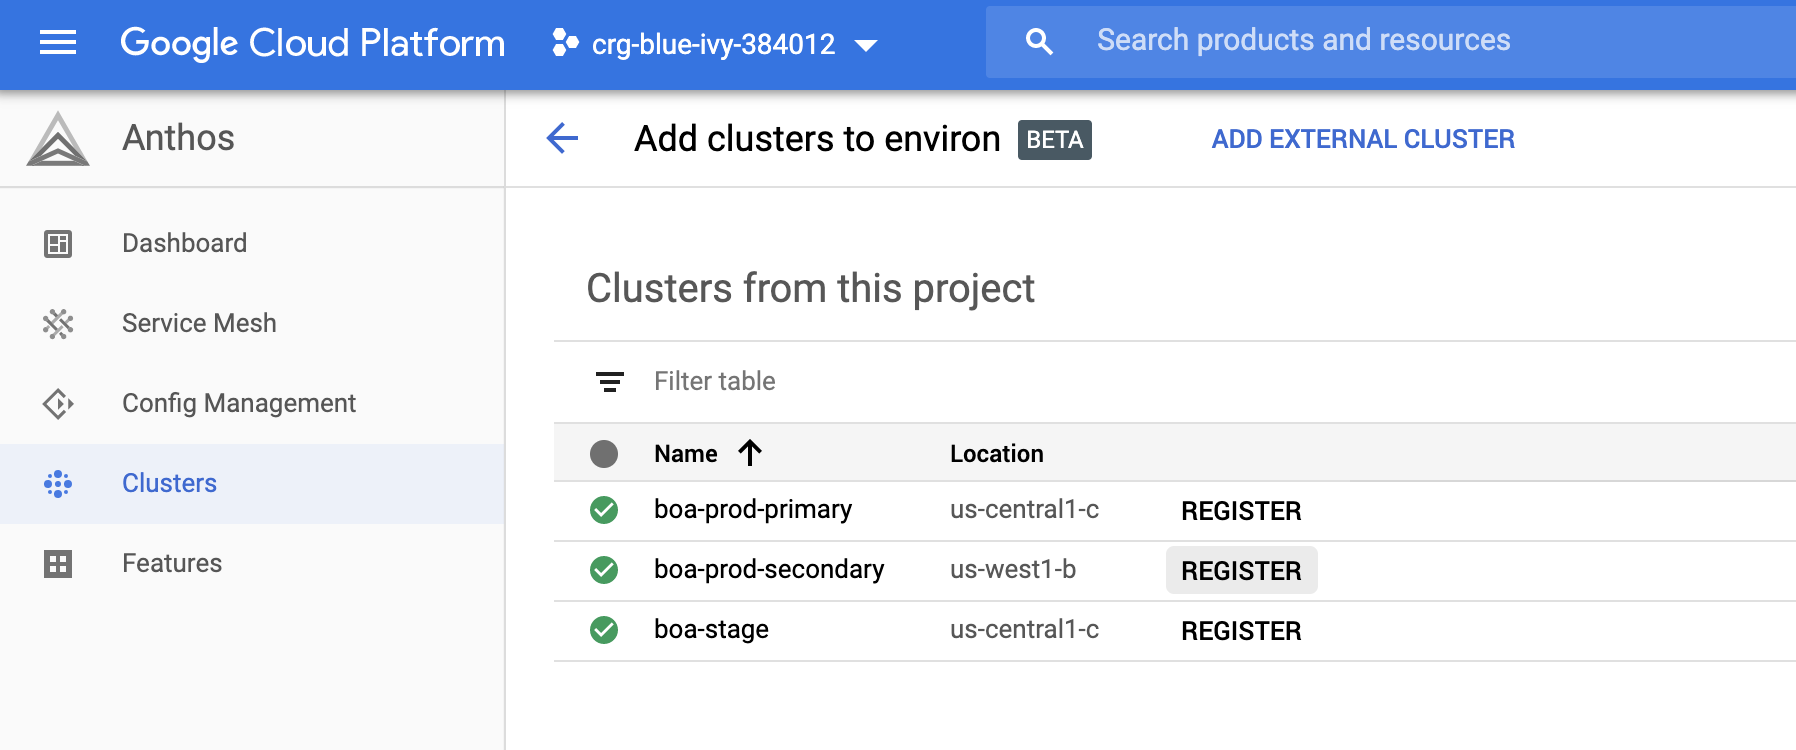 Google Cloud Platform
crg-blue-ivy-384012
Search products and resources
Anthos
Add clusters to environ BETA
ADD EXTERNAL CLUSTER
Dashboard
Service Mesh
Config Management
Clusters
Features
Clusters from this project
Filter table
Name Location
boa-prod-primary us-central1-c REGISTER
boa-prod-secondary us-west1-b REGISTER
boa-stage us-central1-c REGISTER